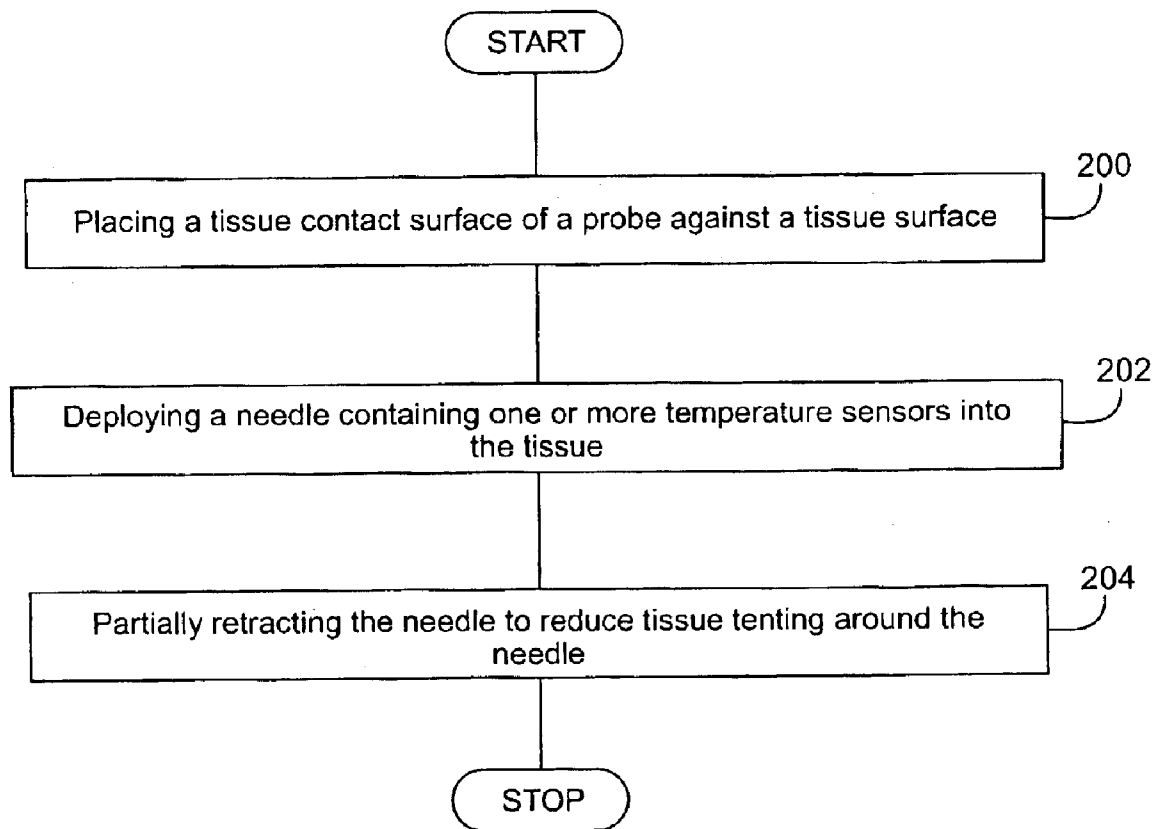 START
200
Placing a tissue contact surface of a probe against a tissue surface
202
Deploying a needle containing one or more temperature sensors into
the tissue
204
Partially retracting the needle to reduce tissue tenting around the
needle
STOP